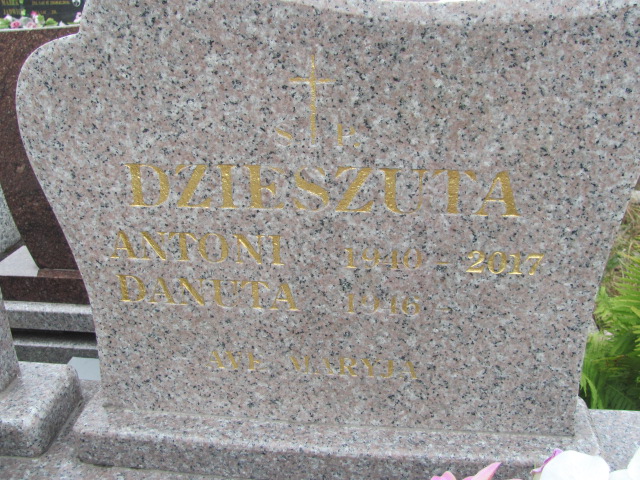 S. P.
DZIESZUTA
ANTONI 1940 - 2017
DANUTA 1946 -
AVE MARYJA